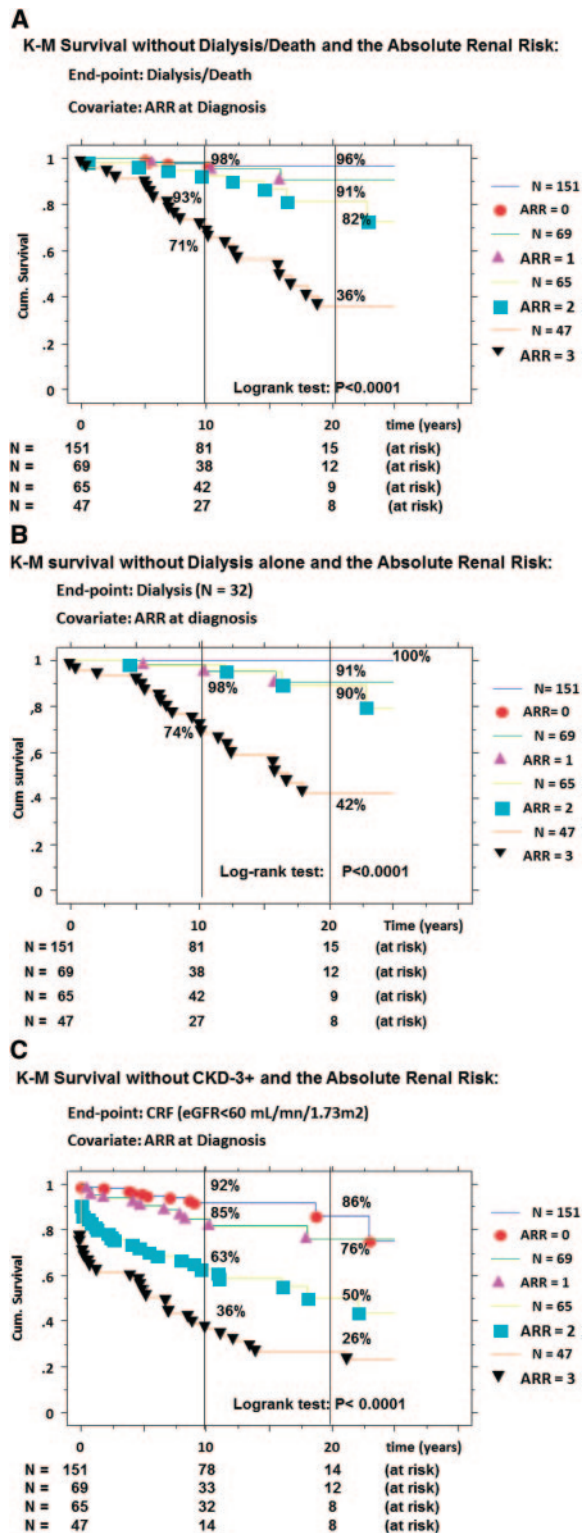 A
K-M Survival without Dialysis/Death and the Absolute Renal Risk:
End-point: Dialysis/Death
Covariate: ARR at Diagnosis
Cum. Survival
1
.8
.6
.4
.2
0
98%
96%
93%
91%
82%
71%
36%
Logrank test: P<0.0001
N = 151
ARR = 0
N = 69
ARR = 1
N = 65
ARR = 2
N = 47
ARR = 3
0 10 20 time (years)
N = 151 81 15 (at risk)
N = 69 38 12 (at risk)
N = 65 42 9 (at risk)
N = 47 27 8 (at risk)
B
K-M survival without Dialysis alone and the Absolute Renal Risk:
End-point: Dialysis (N = 32)
Covariate: ARR at diagnosis
Cum survival
1
,8
.6
.4
.2
0
100%
91%
98%
90%
74%
42%
Log-rank test: P<0.0001
N= 151
ARR= 0
N = 69
ARR = 1
N = 65
ARR = 2
N = 47
ARR = 3
0 10 20 Time (years)
N = 151 81 15 (at risk)
N = 69 38 12 (at risk)
N = 65 42 9 (at risk)
N = 47 27 8 (at risk)
C
K-M Survival without CKD-3+ and the Absolute Renal Risk:
End-point: CRF (eGFR<60 mL/mn/1.73m2)
Covariate: ARR at Diagnosis
Cum. Survival
1
.8
.6
.4
.2
0
92%
86%
85%
76%
63%
50%
36%
26%
Logrank test: P< 0.0001
N = 151
ARR = 0
N = 69
ARR = 1
N = 65
ARR = 2
N = 47
ARR = 3
0 10 20 time (years)
N = 151 78 14 (at risk)
N = 69 33 12 (at risk)
N = 65 32 8 (at risk)
N = 47 14 8 (at risk)